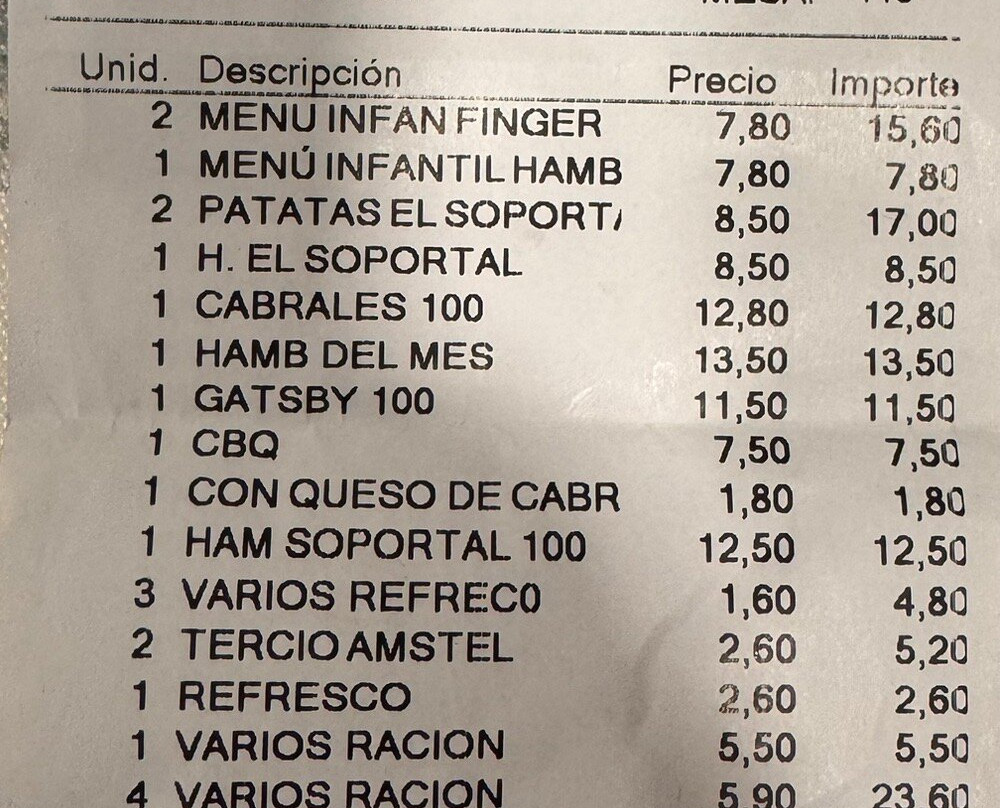 Unid. Descripción Precio Importe
2 MENU INFAN FINGER 7,80 15,60
1 MENÚ INFANTIL HAMB 7,80 7,80
2 PATATAS EL SOPORT 8,50 17,00
1 H. EL SOPORTAL 8,50 8,50
1 CABRALES 100 12,80 12,80
1 HAMB DEL MES 13,50 13,50
1 GATSBY 100 11,50 11,50
1 CBQ 7,50 7,50
1 CON QUESO DE CABR 1,80 1,80
1 HAM SOPORTAL 100 12,50 12,50
3 VARIOS REFREC0 1,60 4,80
2 TERCIO AMSTEL 2,60 5,20
1 REFRESCO 2,60 2,60
1 VARIOS RACION 5,50 5,50
4 VARIOS RACION 5,90 23,60